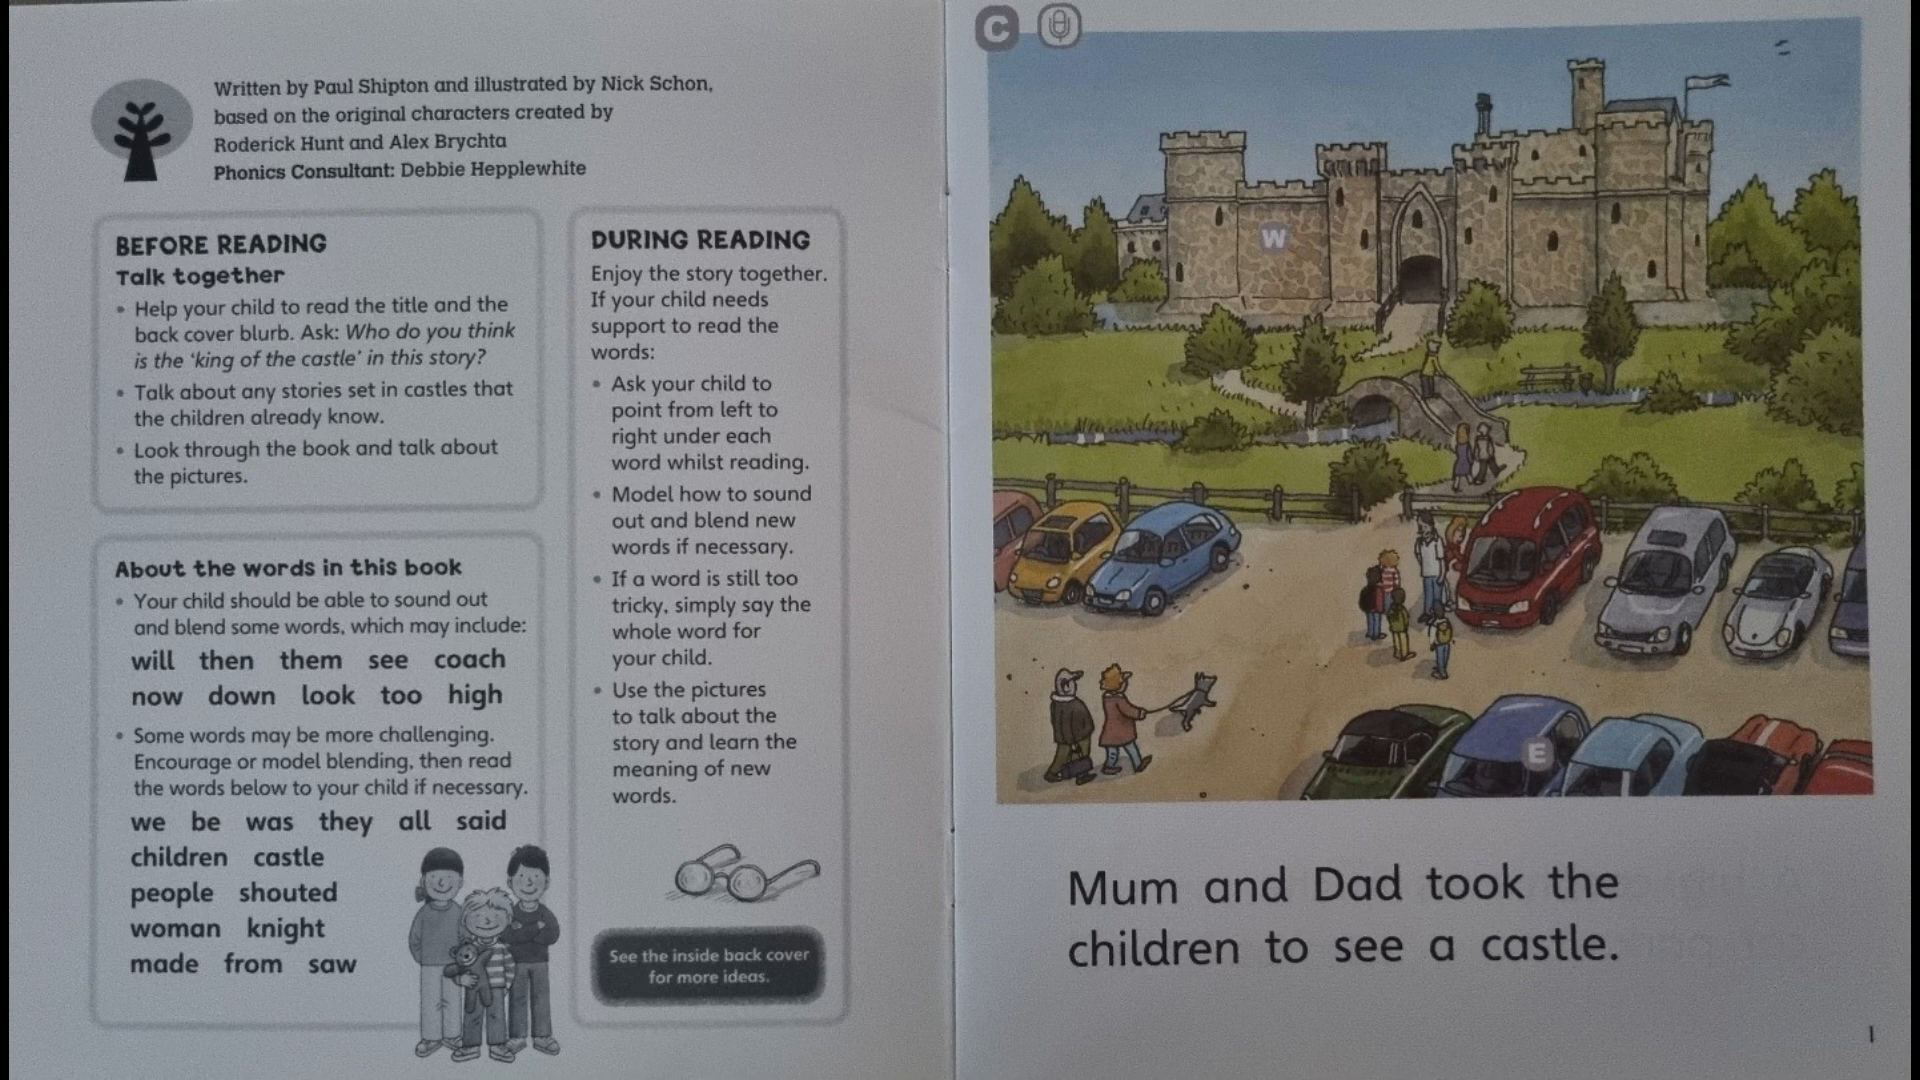 Written by Paul Shipton and illustrated by Nick Schon,
based on the original characters created by
Roderick Hunt and Alex Brychta
Phonics Consultant: Debbie Hepplewhite
BEFORE READING
Talk together
• Help your child to read the title and the
back cover blurb. Ask: Who do you think
is the ‘king of the castle’ in this story?
• Talk about any stories set in castles that
the children already know.
• Look through the book and talk about
the pictures.
About the words in this book
• Your child should be able to sound out
and blend some words, which may include:
will then them see coach
now down look too high
• Some words may be more challenging.
Encourage or model blending, then read
the words below to your child if necessary.
we be was they all said
children castle
people shouted
woman knight
made from saw
DURING READING
Enjoy the story together.
If your child needs
support to read the
words:
• Ask your child to
point from left to
right under each
word whilst reading.
• Model how to sound
out and blend new
words if necessary.
• If a word is still too
tricky, simply say the
whole word for
your child.
• Use the pictures
to talk about the
story and learn the
meaning of new
words.
See the inside back cover
for more ideas.
C
W
E
Mum and Dad took the
children to see a castle.
1